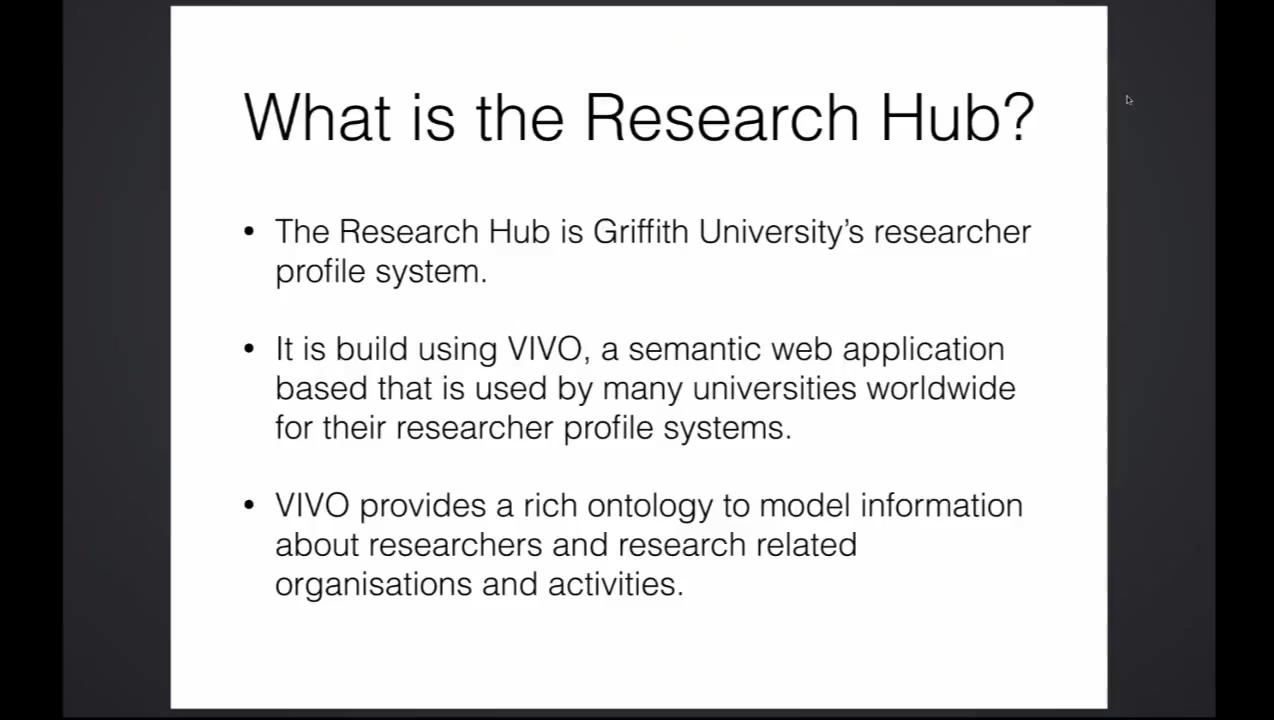 What is the Research Hub?
• The Research Hub is Griffith University's researcher
profile system.
• It is build using VIVO, a semantic web application
based that is used by many universities worldwide
for their researcher profile systems.
• VIVO provides a rich ontology to model information
about researchers and research related
organisations and activities.